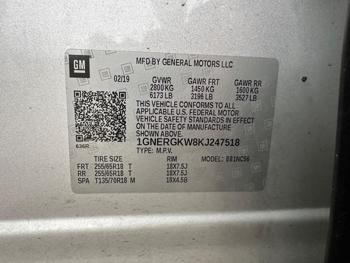 GM
MFD BY GENERAL MOTORS LLC
02/19 GVWR GAWR FRT GAWR RR
2800 KG 1450 KG 1600 KG
6173 LB 3196 LB 3527 LB
THIS VEHICLE CONFORMS TO ALL
APPLICABLE U.S. FEDERAL MOTOR
VEHICLE SAFETY STANDARDS IN EFFECT
ON THE DATE OF MANUFACTURE SHOWN ABOVE.
1GNERGKW8KJ247518
636R TYPE: M.P.V. MODEL:
TIRE SIZE RIM
FRT 255/65R18 T 18X7.5J
RR 255/65R18 T 18X7.5J
SPA T135/70R18 M 18X4.5B